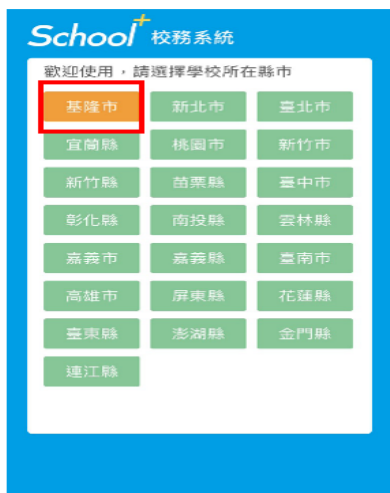 School+ 校務系統
歡迎使用，請選擇學校所在縣市
基隆市 新北市 臺北市
宜蘭縣 桃園市 新竹市
新竹縣 苗栗縣 臺中市
彰化縣 南投縣 雲林縣
嘉義市 嘉義縣 臺南市
高雄市 屏東縣 花蓮縣
臺東縣 澎湖縣 金門縣
連江縣